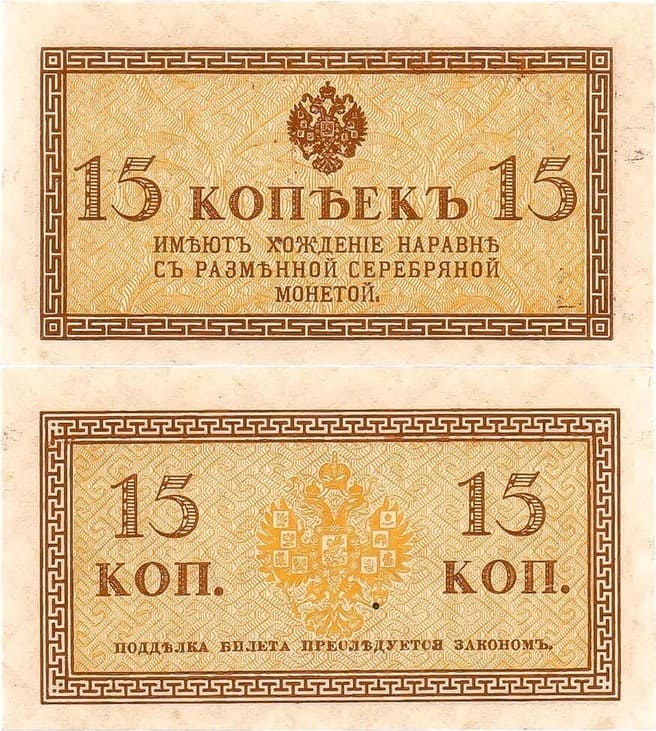 15 КОПѢЕКЪ 15
ИМѢЮТЪ ХОЖДЕНІЕ НАРАВНѢ
СЪ РАЗМѢННОЙ СЕРЕБРЯНОЙ
МОНЕТОЙ.
15 15
КОП. КОП.
ПОДДѢЛКА БИЛЕТА ПРЕСЛѢДУЕТСЯ ЗАКОНОМЪ.